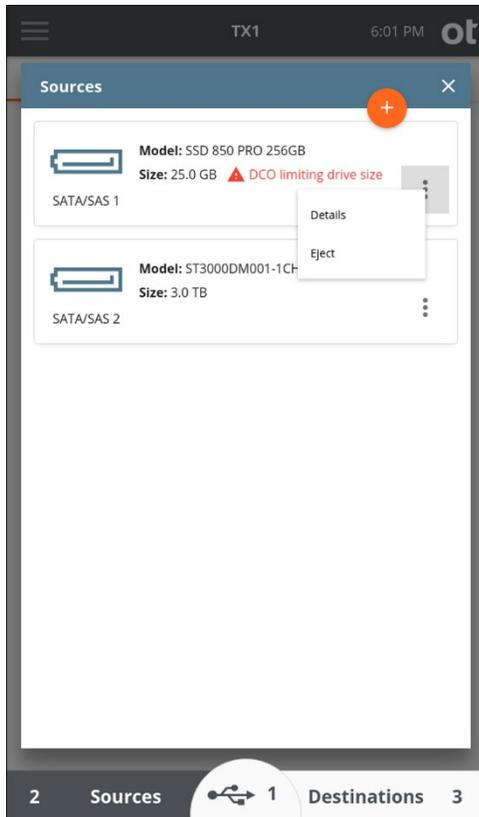 TX1
6:01 PM
ot
Sources
+
×
Model: SSD 850 PRO 256GB
Size: 25.0 GB DCO limiting drive size
SATA/SAS 1
Details
Eject
Model: ST3000DM001-1CH
Size: 3.0 TB
SATA/SAS 2
2 Sources 1 Destinations 3